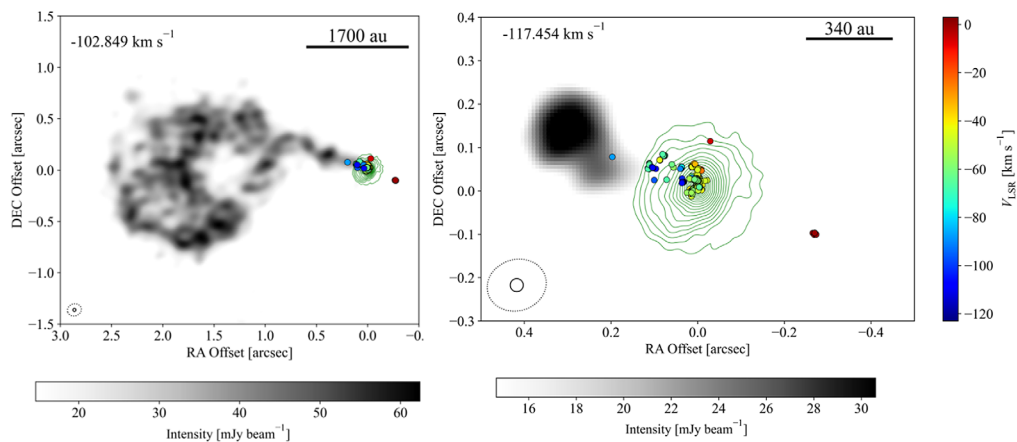 -102.849 km s⁻¹
1700 au
DEC Offset [arcsec]
1.5
1.0
0.5
0.0
−0.5
−1.0
−1.5
3.0 2.5 2.0 1.5 1.0 0.5 0.0 −0.
RA Offset [arcsec]
20 30 40 50 60
Intensity [mJy beam⁻¹]
-117.454 km s⁻¹
340 au
DEC Offset [arcsec]
0.4
0.3
0.2
0.1
0.0
−0.1
−0.2
−0.3
0.4 0.2 0.0 −0.2 −0.4
RA Offset [arcsec]
16 18 20 22 24 26 28 30
Intensity [mJy beam⁻¹]
0
−20
−40
−60
−80
−100
−120
V_LSR [km s⁻¹]